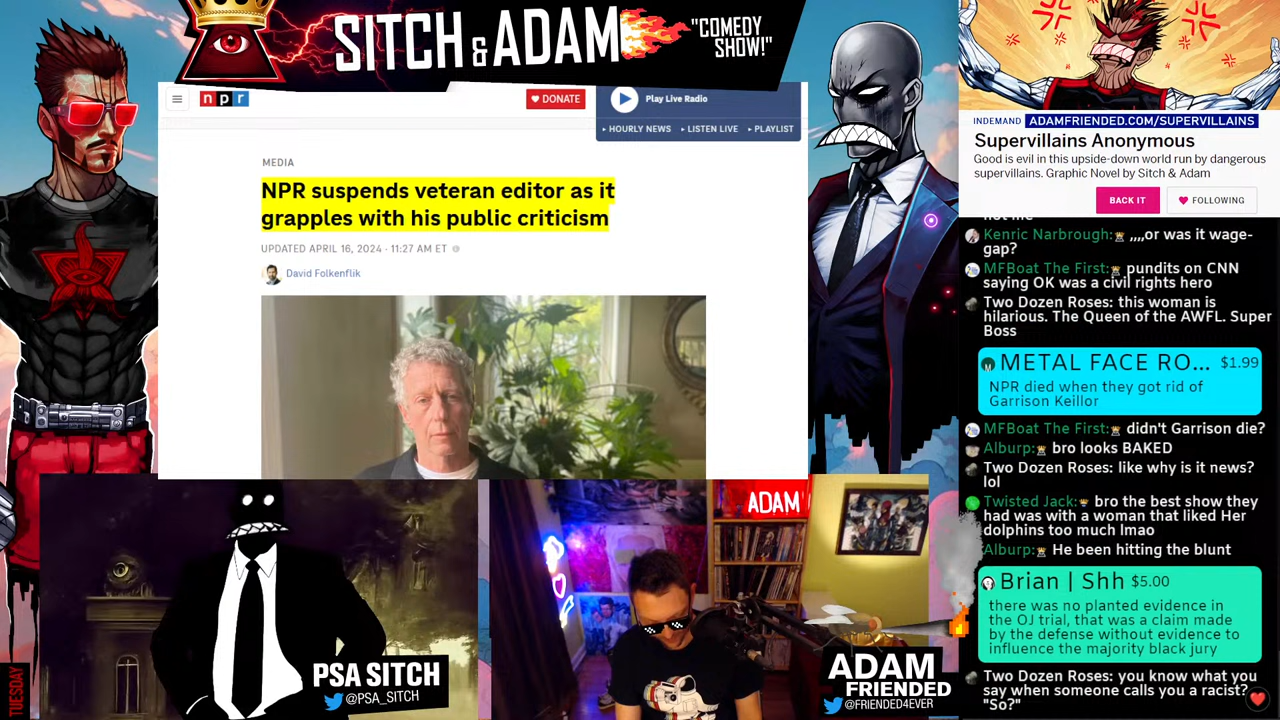 SITCH & ADAM
"COMEDY
SHOW!"
npr
DONATE
Play Live Radio
HOURLY NEWS
LISTEN LIVE
PLAYLIST
MEDIA
NPR suspends veteran editor as it
grapples with his public criticism
UPDATED APRIL 16, 2024 · 11:27 AM ET
David Folkenflik
INDEMAND ADAMFRIENDED.COM/SUPERVILLAINS
Supervillains Anonymous
Good is evil in this upside-down world run by dangerous
supervillains. Graphic Novel by Sitch & Adam
BACK IT
FOLLOWING
not me
Kenric Narbrough: ,,,,or was it wage-
gap?
MFBoat The First: pundits on CNN
saying OK was a civil rights hero
Two Dozen Roses: this woman is
hilarious. The Queen of the AWFL. Super
Boss
METAL FACE RO... $1.99
NPR died when they got rid of
Garrison Keillor
MFBoat The First: didn't Garrison die?
Alburp: bro looks BAKED
Two Dozen Roses: like why is it news?
lol
Twisted Jack: bro the best show they
had was with a woman that liked Her
dolphins too much lmao
Alburp: He been hitting the blunt
Brian | Shh $5.00
there was no planted evidence in
the OJ trial, that was a claim made
by the defense without evidence to
influence the majority black jury
Two Dozen Roses: you know what you
say when someone calls you a racist?
"So?"
ADAM
PSA SITCH
@PSA_SITCH
ADAM
FRIENDED
@FRIENDED4EVER
TUESDAY